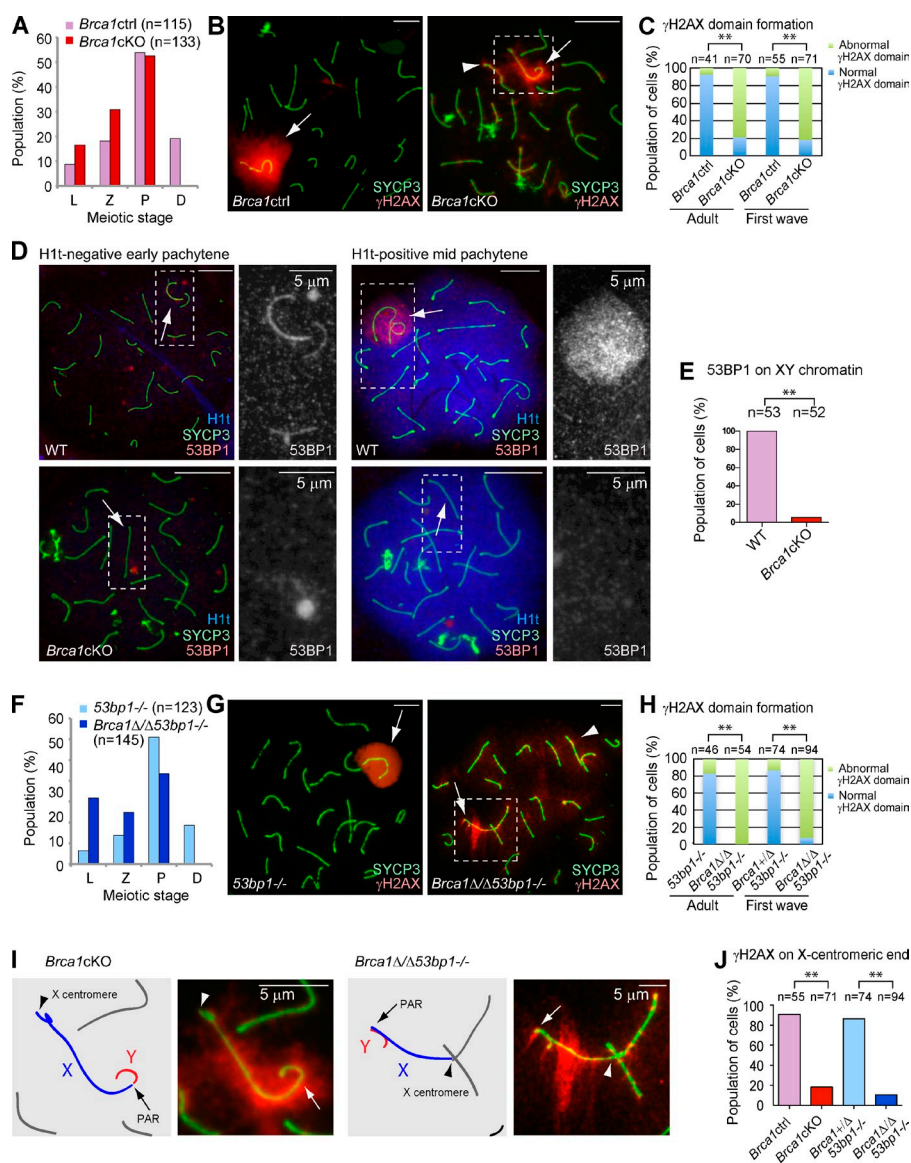 A
Brca1ctrl (n=115)
Brca1cKO (n=133)
Population (%)
60
50
40
30
20
10
0
L Z P D
Meiotic stage
B
Brca1ctrl
SYCP3
γH2AX
Brca1cKO
SYCP3
γH2AX
C
γH2AX domain formation
** **
n=41 n=70 n=55 n=71
Population of cells (%)
100
80
60
40
20
0
Abnormal
γH2AX domain
Normal
γH2AX domain
Brca1ctrl
Brca1cKO
Brca1ctrl
Brca1cKO
Adult First wave
D
H1t-negative early pachytene
H1t-positive mid pachytene
WT
H1t
SYCP3
53BP1
5 µm
53BP1
WT
H1t
SYCP3
53BP1
5 µm
53BP1
Brca1cKO
H1t
SYCP3
53BP1
5 µm
53BP1
H1t
SYCP3
53BP1
5 µm
53BP1
E
53BP1 on XY chromatin
**
n=53 n=52
Population of cells (%)
100
80
60
40
20
0
WT
Brca1cKO
F
53bp1-/- (n=123)
Brca1Δ/Δ53bp1-/-
(n=145)
Population (%)
60
50
40
30
20
10
0
L Z P D
Meiotic stage
G
53bp1-/-
SYCP3
γH2AX
Brca1Δ/Δ53bp1-/-
SYCP3
γH2AX
H
γH2AX domain formation
** **
n=46 n=54 n=74 n=94
Population of cells (%)
100
80
60
40
20
0
Abnormal
γH2AX domain
Normal
γH2AX domain
53bp1-/-
Brca1Δ/Δ
53bp1-/-
Brca1+/Δ
53bp1-/-
Brca1Δ/Δ
53bp1-/-
Adult First wave
I
Brca1cKO
X centromere
Y
X
PAR
5 µm
Brca1Δ/Δ53bp1-/-
PAR
Y
X
X centromere
5 µm
J
γH2AX on X-centromeric end
** **
n=55 n=71 n=74 n=94
Population of cells (%)
100
80
60
40
20
0
Brca1ctrl
Brca1cKO
Brca1+/Δ
53bp1-/-
Brca1Δ/Δ
53bp1-/-